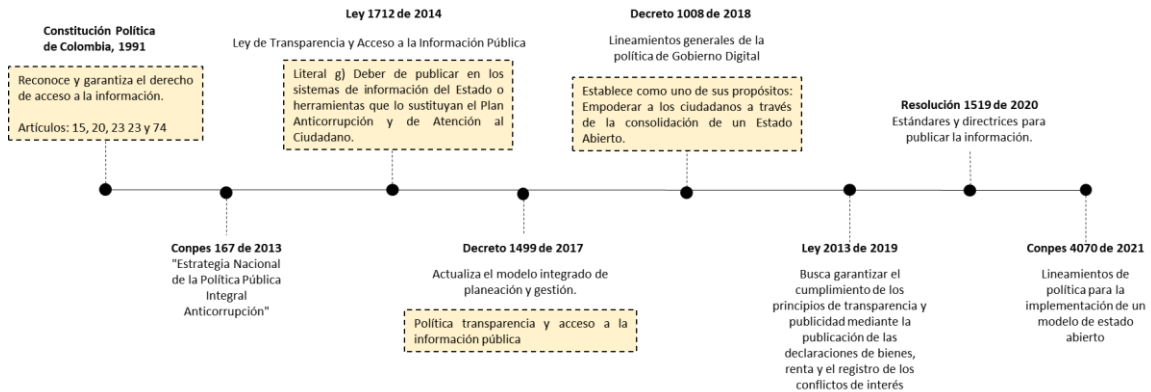 Constitución Política
de Colombia, 1991
Reconoce y garantiza el derecho
de acceso a la información.
Artículos: 15, 20, 23 23 y 74
Conpes 167 de 2013
"Estrategia Nacional
de la Política Pública
Integral
Anticorrupción"
Ley 1712 de 2014
Ley de Transparencia y Acceso a la Información Pública
Literal g) Deber de publicar en los
sistemas de información del Estado o
herramientas que lo sustituyan el Plan
Anticorrupción y de Atención al
Ciudadano.
Decreto 1499 de 2017
Actualiza el modelo integrado de
planeación y gestión.
Política transparencia y acceso a la
información pública
Decreto 1008 de 2018
Lineamientos generales de la
política de Gobierno Digital
Establece como uno de sus propósitos:
Empoderar a los ciudadanos a través
de la consolidación de un Estado
Abierto.
Ley 2013 de 2019
Busca garantizar el
cumplimiento de los
principios de transparencia y
publicidad mediante la
publicación de las
declaraciones de bienes,
renta y el registro de los
conflictos de interés
Resolución 1519 de 2020
Estándares y directrices para
publicar la información.
Conpes 4070 de 2021
Lineamientos de
política para la
implementación de un
modelo de estado
abierto